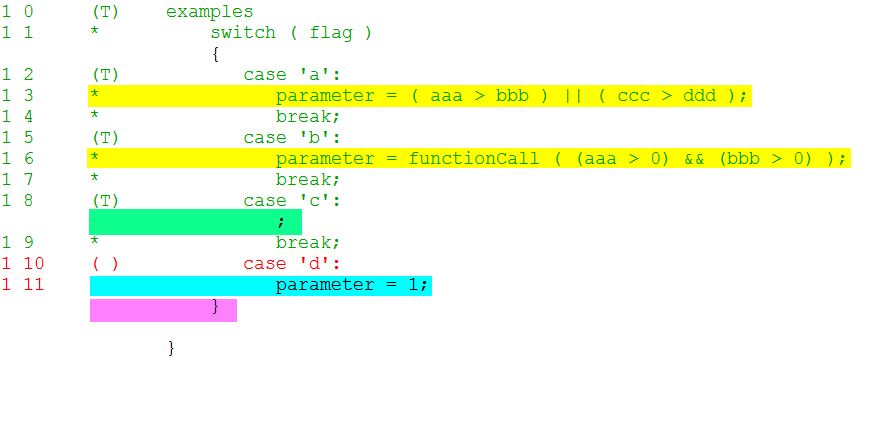 1 0 (T) examples
1 1 * switch ( flag )
{
1 2 (T) case 'a':
1 3 * parameter = ( aaa > bbb ) || ( ccc > ddd );
1 4 * break;
1 5 (T) case 'b':
1 6 * parameter = functionCall ( (aaa > 0) && (bbb > 0) );
1 7 * break;
1 8 (T) case 'c':
;
1 9 * break;
1 10 ( ) case 'd':
1 11 parameter = 1;
}
}